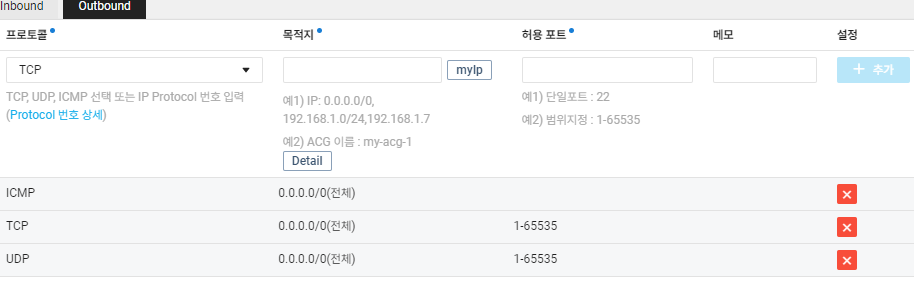 Inbound Outbound
프로토콜 목적지 허용 포트 메모 설정
TCP myIp + 추가
TCP, UDP, ICMP 선택 또는 IP Protocol 번호 입력
(Protocol 번호 상세)
예1) IP: 0.0.0.0/0,
192.168.1.0/24,192.168.1.7
예2) ACG 이름 : my-acg-1
Detail
예1) 단일포트 : 22
예2) 범위지정 : 1-65535
ICMP 0.0.0.0/0(전체)
TCP 0.0.0.0/0(전체) 1-65535
UDP 0.0.0.0/0(전체) 1-65535